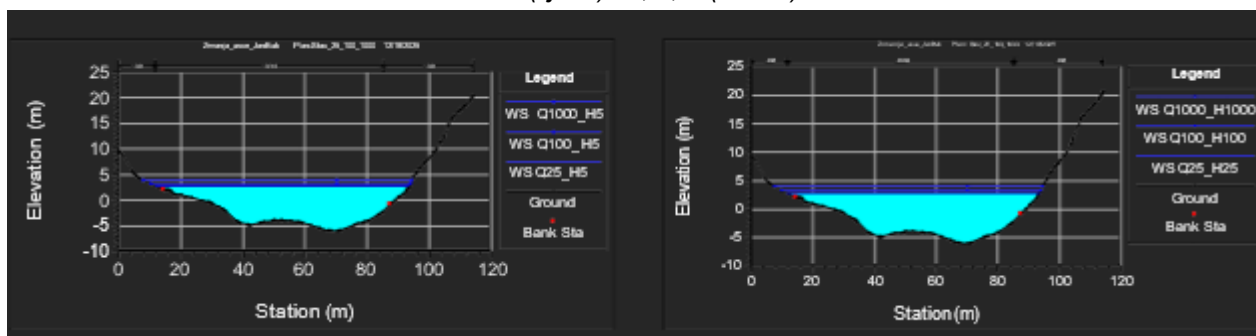 25
20
15
10
5
0
-5
-10
0 20 40 60 80 100 120
Elevation (m)
Station (m)
Legend
WS Q1000_H5
WS Q100_H5
WS Q25_H5
Ground
Bank Sta
25
20
15
10
5
0
-5
-10
0 20 40 60 80 100 120
Elevation (m)
Station (m)
Legend
WS Q1000_H1000
WS Q100_H100
WS Q25_H25
Ground
Bank Sta